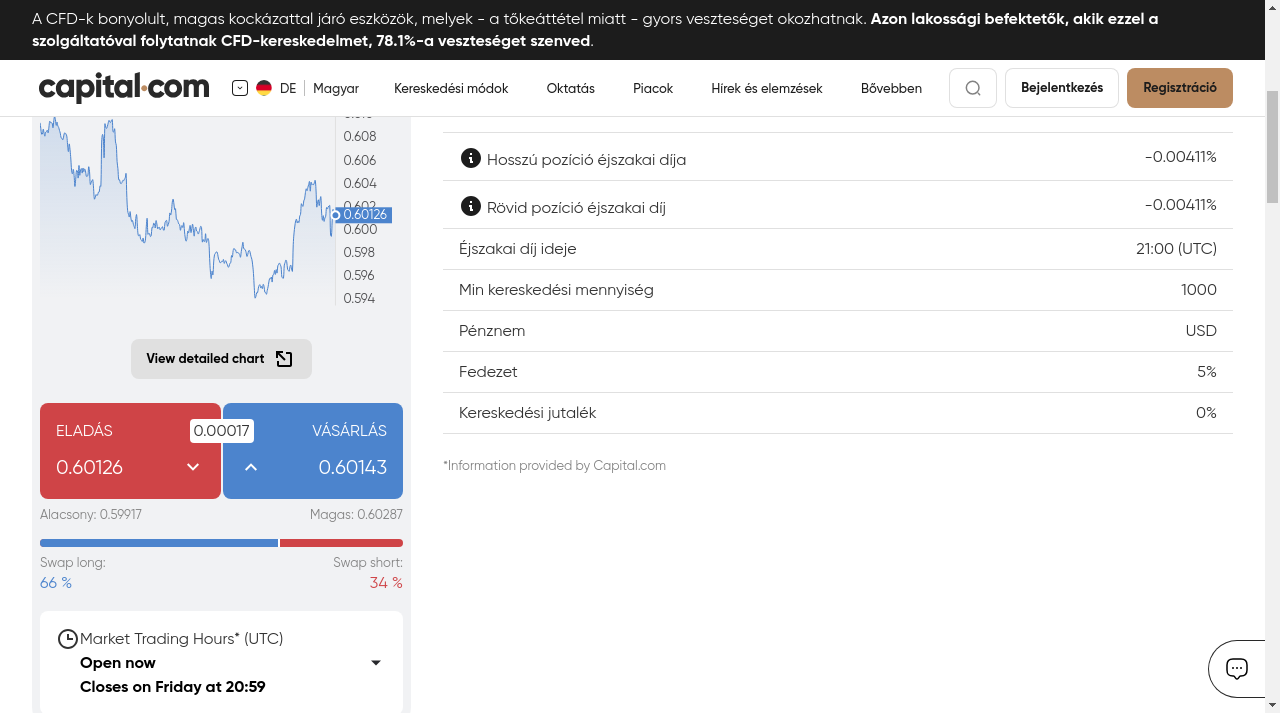 A CFD-k bonyolult, magas kockázattal járó eszközök, melyek - a tőkeáttétel miatt - gyors veszteséget okozhatnak. Azon lakossági befektetők, akik ezzel a
szolgáltatóval folytatnak CFD-kereskedelmet, 78.1%-a veszteséget szenved.
capital.com
DE
Magyar
Kereskedési módok
Oktatás
Piacok
Hírek és elemzések
Bővebben
Bejelentkezés
Regisztráció
0.608
0.606
0.604
0.602
0.60126
0.600
0.598
0.596
0.594
View detailed chart
ELADÁS
0.00017
VÁSÁRLÁS
0.60126
0.60143
Alacsony: 0.59917
Magas: 0.60287
Swap long:
Swap short:
66 %
34 %
Market Trading Hours* (UTC)
Open now
Closes on Friday at 20:59
Hosszú pozíció éjszakai díja
-0.00411%
Rövid pozíció éjszakai díj
-0.00411%
Éjszakai díj ideje
21:00 (UTC)
Min kereskedési mennyiség
1000
Pénznem
USD
Fedezet
5%
Kereskedési jutalék
0%
*Information provided by Capital.com